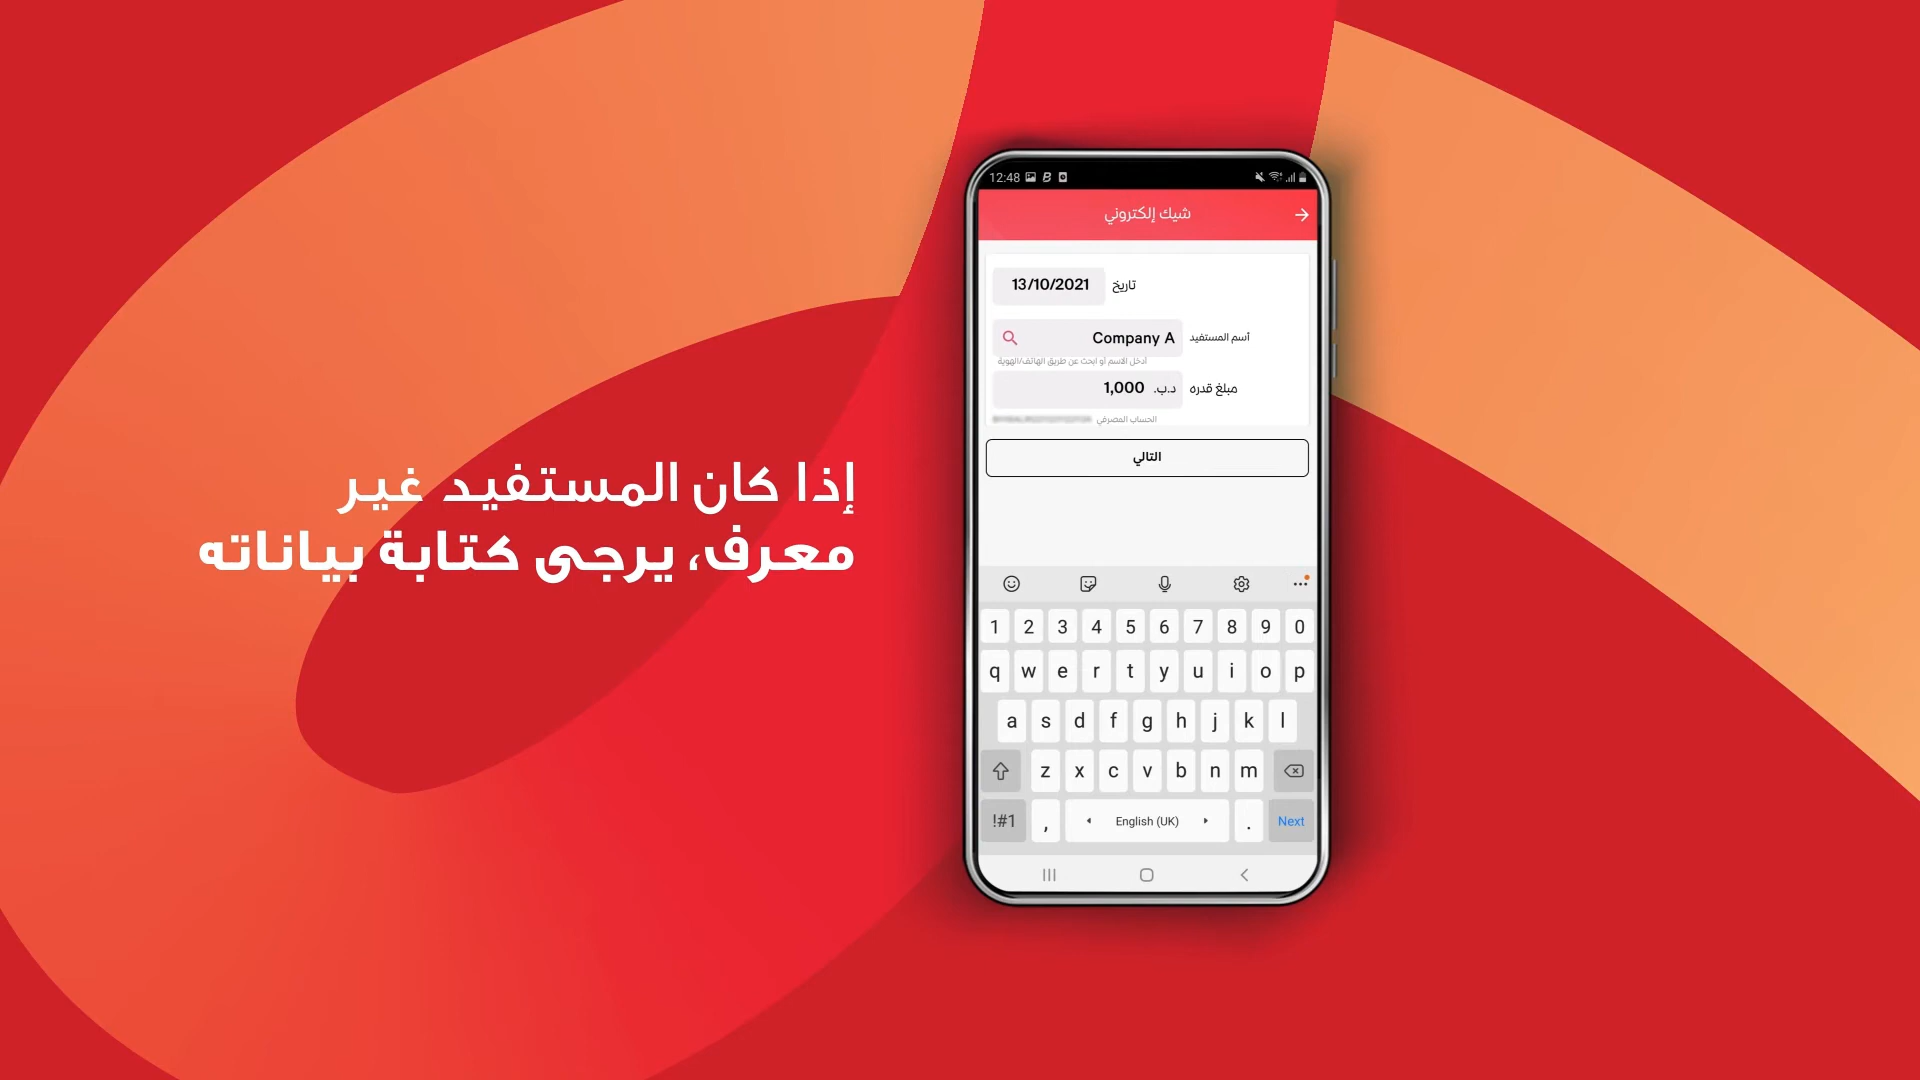 إذا كان المستفيد غير
معرف، يرجى كتابة بياناته
12:48
شيك إلكتروني
تاريخ 13/10/2021
أسم المستفيد Company A
أدخل الاسم أو ابحث عن طريق الهاتف/الهوية
مبلغ قدره د.ب. 1,000
الحساب المصرفي
التالي
1 2 3 4 5 6 7 8 9 0
q w e r t y u i o p
a s d f g h j k l
z x c v b n m
!#1 , English (UK) . Next